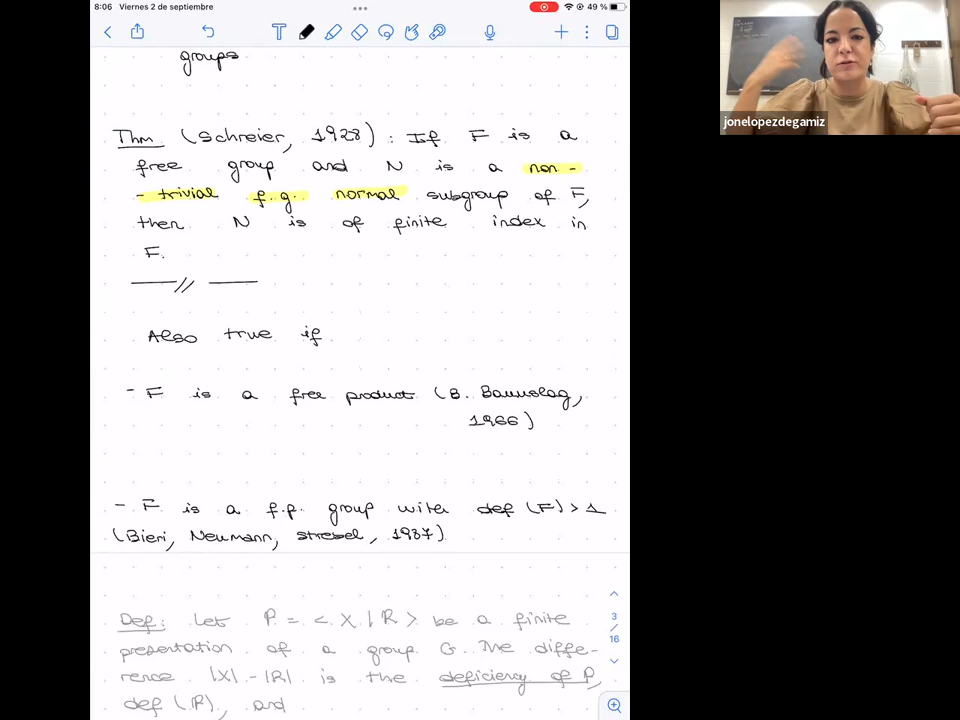 8:06 Viernes 2 de septiembre
49 %
groups
Thm (Schreier, 1928): If F is a
free group and N is a non-
-trivial f.g. normal subgroup of F,
then N is of finite index in
F.
Also true if
- F is a free product (B. Baumslag,
1966)
- F is a f.p. group with def (F) > 1
(Bieri, Neumann, Strebel, 1987)
Def: Let P = < X | R > be a finite
presentation of a group G. The diffe-
rence |X| - |R| is the deficiency of P,
def (P), and
3
/
16
jonelopezdegamiz